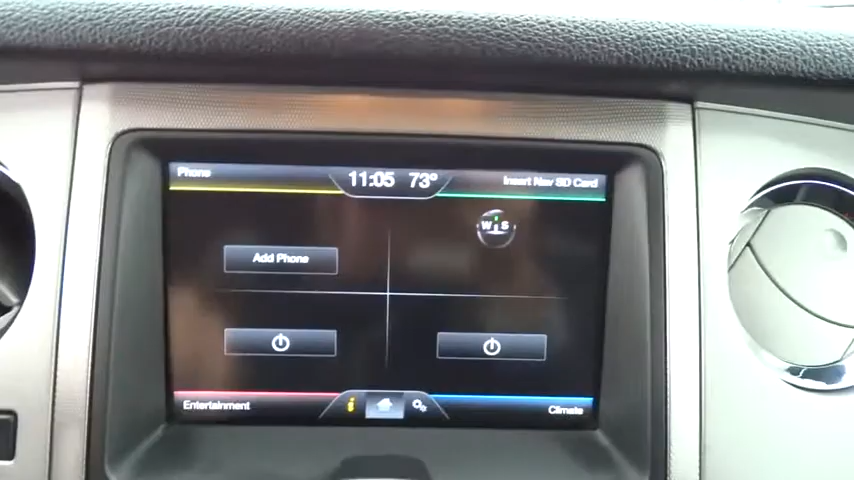 Phone
11:05 73°
Insert Nav SD Card
W S
Add Phone
Entertainment
i
Climate